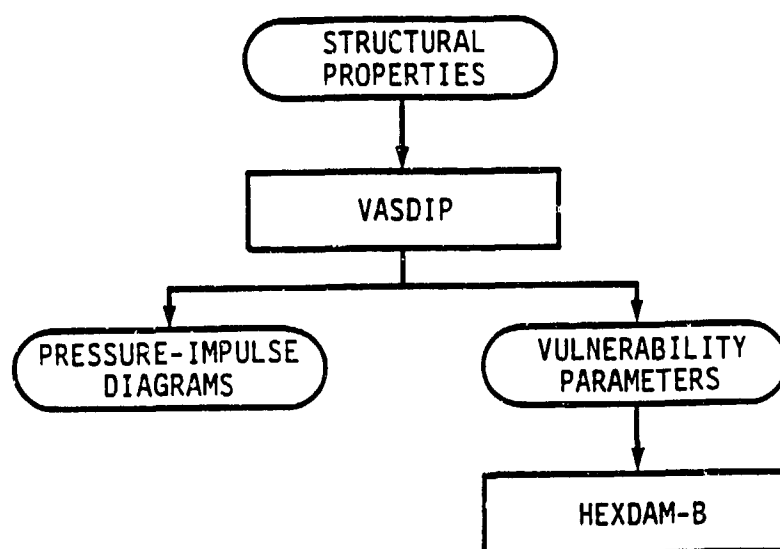 STRUCTURAL
PROPERTIES
VASDIP
PRESSURE-IMPULSE
DIAGRAMS
VULNERABILITY
PARAMETERS
HEXDAM-B